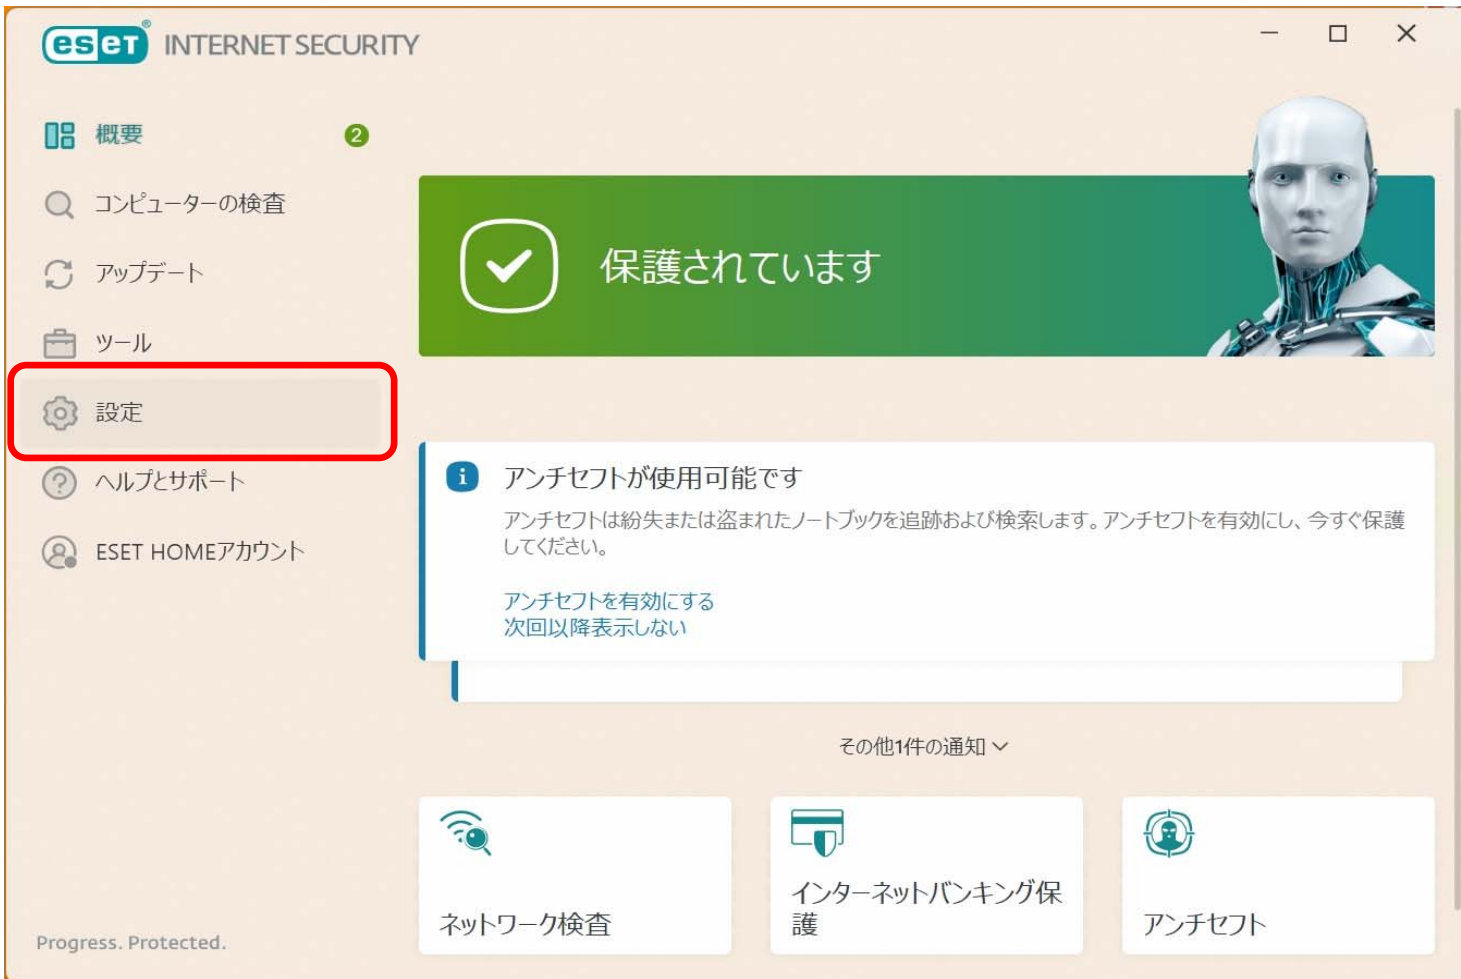 eset® INTERNET SECURITY
概要
2
コンピューターの検査
アップデート
ツール
設定
ヘルプとサポート
ESET HOMEアカウント
保護されています
アンチセフトが使用可能です
アンチセフトは紛失または盗まれたノートブックを追跡および検索します。アンチセフトを有効にし、今すぐ保護
してください。
アンチセフトを有効にする
次回以降表示しない
その他1件の通知
ネットワーク検査
インターネットバンキング保
護
アンチセフト
Progress. Protected.